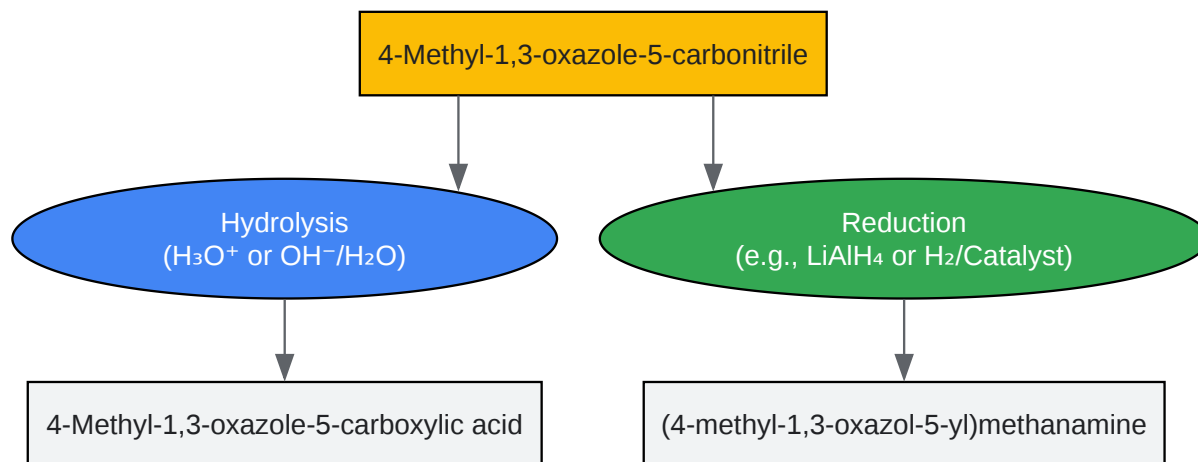 4-Methyl-1,3-oxazole-5-carbonitrile
Hydrolysis
(H₃O⁺ or OH⁻/H₂O)
Reduction
(e.g., LiAlH₄ or H₂/Catalyst)
4-Methyl-1,3-oxazole-5-carboxylic acid
(4-methyl-1,3-oxazol-5-yl)methanamine